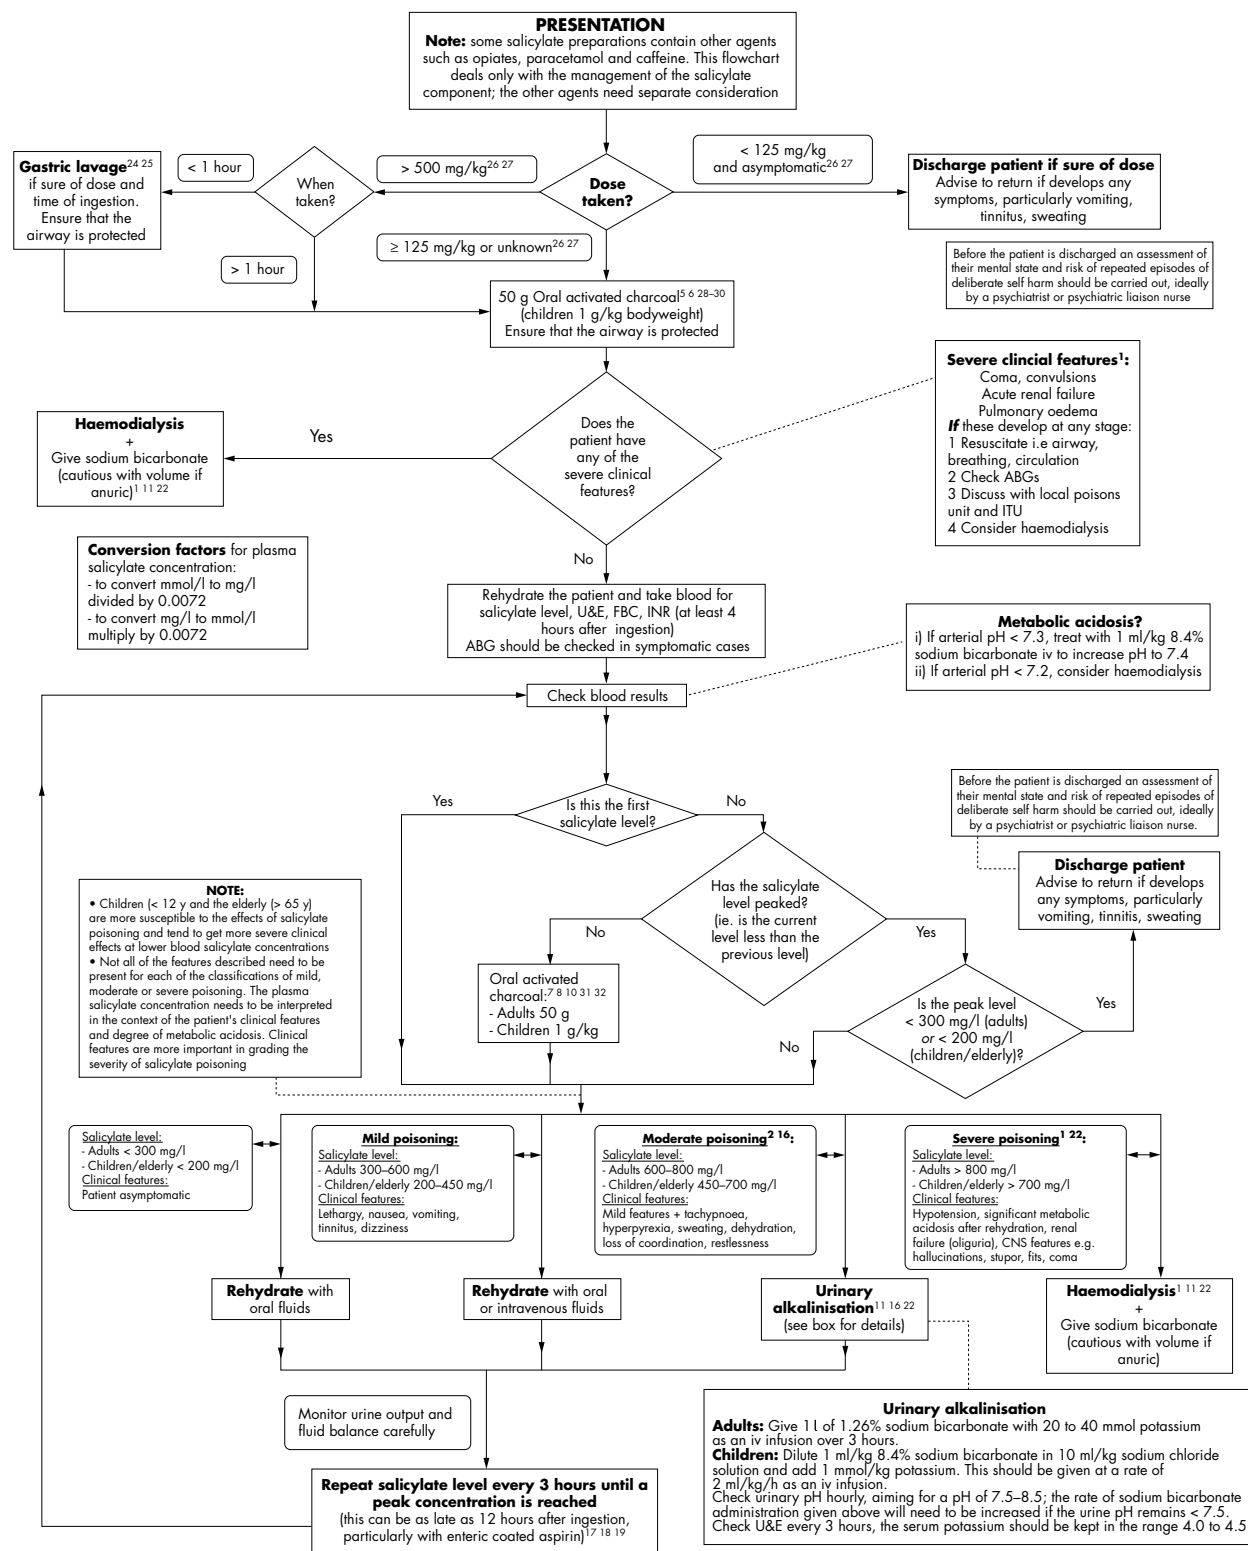 PRESENTATION
Note: some salicylate preparations contain other agents
such as opiates, paracetamol and caffeine. This flowchart
deals only with the management of the salicylate
component; the other agents need separate consideration
Gastric lavage24 25
if sure of dose and
time of ingestion.
Ensure that the
airway is protected
< 1 hour
When
taken?
> 500 mg/kg26 27
Dose
taken?
< 125 mg/kg
and asymptomatic26 27
Discharge patient if sure of dose
Advise to return if develops any
symptoms, particularly vomiting,
tinnitus, sweating
≥ 125 mg/kg or unknown26 27
> 1 hour
Before the patient is discharged an assessment of
their mental state and risk of repeated episodes of
deliberate self harm should be carried out, ideally
by a psychiatrist or psychiatric liaison nurse
50 g Oral activated charcoal5 6 28–30
(children 1 g/kg bodyweight)
Ensure that the airway is protected
Severe clincial features1:
Coma, convulsions
Acute renal failure
Pulmonary oedema
If these develop at any stage:
1 Resuscitate i.e airway,
breathing, circulation
2 Check ABGs
3 Discuss with local poisons
unit and ITU
4 Consider haemodialysis
Does the
patient have
any of the
severe clinical
features?
Yes
Haemodialysis
+
Give sodium bicarbonate
(cautious with volume if
anuric)1 11 22
No
Conversion factors for plasma
salicylate concentration:
- to convert mmol/l to mg/l
divided by 0.0072
- to convert mg/l to mmol/l
multiply by 0.0072
Rehydrate the patient and take blood for
salicylate level, U&E, FBC, INR (at least 4
hours after ingestion)
ABG should be checked in symptomatic cases
Metabolic acidosis?
i) If arterial pH < 7.3, treat with 1 ml/kg 8.4%
sodium bicarbonate iv to increase pH to 7.4
ii) If arterial pH < 7.2, consider haemodialysis
Check blood results
Yes
Is this the first
salicylate level?
No
Before the patient is discharged an assessment of
their mental state and risk of repeated episodes of
deliberate self harm should be carried out, ideally
by a psychiatrist or psychiatric liaison nurse.
Discharge patient
Advise to return if develops
any symptoms, particularly
vomiting, tinnitis, sweating
NOTE:
• Children (< 12 y and the elderly (> 65 y)
are more susceptible to the effects of salicylate
poisoning and tend to get more severe clinical
effects at lower blood salicylate concentrations
• Not all of the features described need to be
present for each of the classifications of mild,
moderate or severe poisoning. The plasma
salicylate concentration needs to be interpreted
in the context of the patient's clinical features
and degree of metabolic acidosis. Clinical
features are more important in grading the
severity of salicylate poisoning
Has the salicylate
level peaked?
(ie. is the current
level less than the
previous level)
No
Yes
Oral activated
charcoal:7 8 10 31 32
- Adults 50 g
- Children 1 g/kg
Is the peak level
< 300 mg/l (adults)
or < 200 mg/l
(children/elderly)?
Yes
No
Salicylate level:
- Adults < 300 mg/l
- Children/elderly < 200 mg/l
Clinical features:
Patient asymptomatic
Mild poisoning:
Salicylate level:
- Adults 300–600 mg/l
- Children/elderly 200–450 mg/l
Clinical features:
Lethargy, nausea, vomiting,
tinnitus, dizziness
Moderate poisoning2 16:
Salicylate level:
- Adults 600–800 mg/l
- Children/elderly 450–700 mg/l
Clinical features:
Mild features + tachypnoea,
hyperpyrexia, sweating, dehydration,
loss of coordination, restlessness
Severe poisoning1 22:
Salicylate level:
- Adults > 800 mg/l
- Children/elderly > 700 mg/l
Clinical features:
Hypotension, significant metabolic
acidosis after rehydration, renal
failure (oliguria), CNS features e.g.
hallucinations, stupor, fits, coma
Rehydrate with
oral fluids
Rehydrate with oral
or intravenous fluids
Urinary
alkalinisation11 16 22
(see box for details)
Haemodialysis1 11 22
+
Give sodium bicarbonate
(cautious with volume if
anuric)
Monitor urine output and
fluid balance carefully
Urinary alkalinisation
Adults: Give 1 l of 1.26% sodium bicarbonate with 20 to 40 mmol potassium
as an iv infusion over 3 hours.
Children: Dilute 1 ml/kg 8.4% sodium bicarbonate in 10 ml/kg sodium chloride
solution and add 1 mmol/kg potassium. This should be given at a rate of
2 ml/kg/h as an iv infusion.
Check urinary pH hourly, aiming for a pH of 7.5–8.5; the rate of sodium bicarbonate
administration given above will need to be increased if the urine pH remains < 7.5.
Check U&E every 3 hours, the serum potassium should be kept in the range 4.0 to 4.5
Repeat salicylate level every 3 hours until a
peak concentration is reached
(this can be as late as 12 hours after ingestion,
particularly with enteric coated aspirin)17 18 19